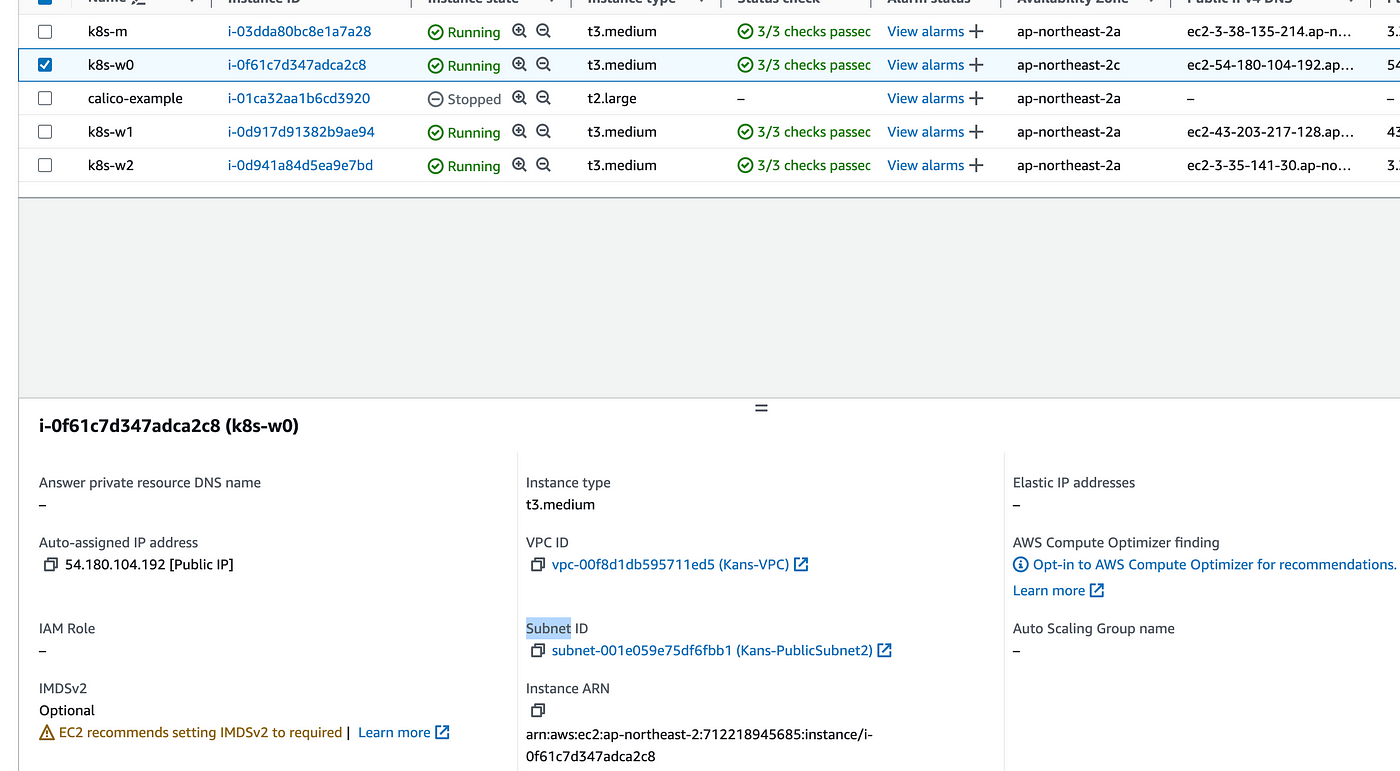 Name Instance ID Instance state Instance type Status check Alarm status Availability Zone Public IPv4 DNS
k8s-m i-03dda80bc8e1a7a28 Running t3.medium 3/3 checks passec View alarms + ap-northeast-2a ec2-3-38-135-214.ap-n… 3.
k8s-w0 i-0f61c7d347adca2c8 Running t3.medium 3/3 checks passec View alarms + ap-northeast-2c ec2-54-180-104-192.ap… 54
calico-example i-01ca32aa1b6cd3920 Stopped t2.large – View alarms + ap-northeast-2a – –
k8s-w1 i-0d917d91382b9ae94 Running t3.medium 3/3 checks passec View alarms + ap-northeast-2a ec2-43-203-217-128.ap… 43
k8s-w2 i-0d941a84d5ea9e7bd Running t3.medium 3/3 checks passec View alarms + ap-northeast-2a ec2-3-35-141-30.ap-no… 3.
i-0f61c7d347adca2c8 (k8s-w0)
Answer private resource DNS name
–
Auto-assigned IP address
54.180.104.192 [Public IP]
IAM Role
–
IMDSv2
Optional
EC2 recommends setting IMDSv2 to required | Learn more
Instance type
t3.medium
VPC ID
vpc-00f8d1db595711ed5 (Kans-VPC)
Subnet ID
subnet-001e059e75df6fbb1 (Kans-PublicSubnet2)
Instance ARN
arn:aws:ec2:ap-northeast-2:712218945685:instance/i-
0f61c7d347adca2c8
Elastic IP addresses
–
AWS Compute Optimizer finding
Opt-in to AWS Compute Optimizer for recommendations.
Learn more
Auto Scaling Group name
–